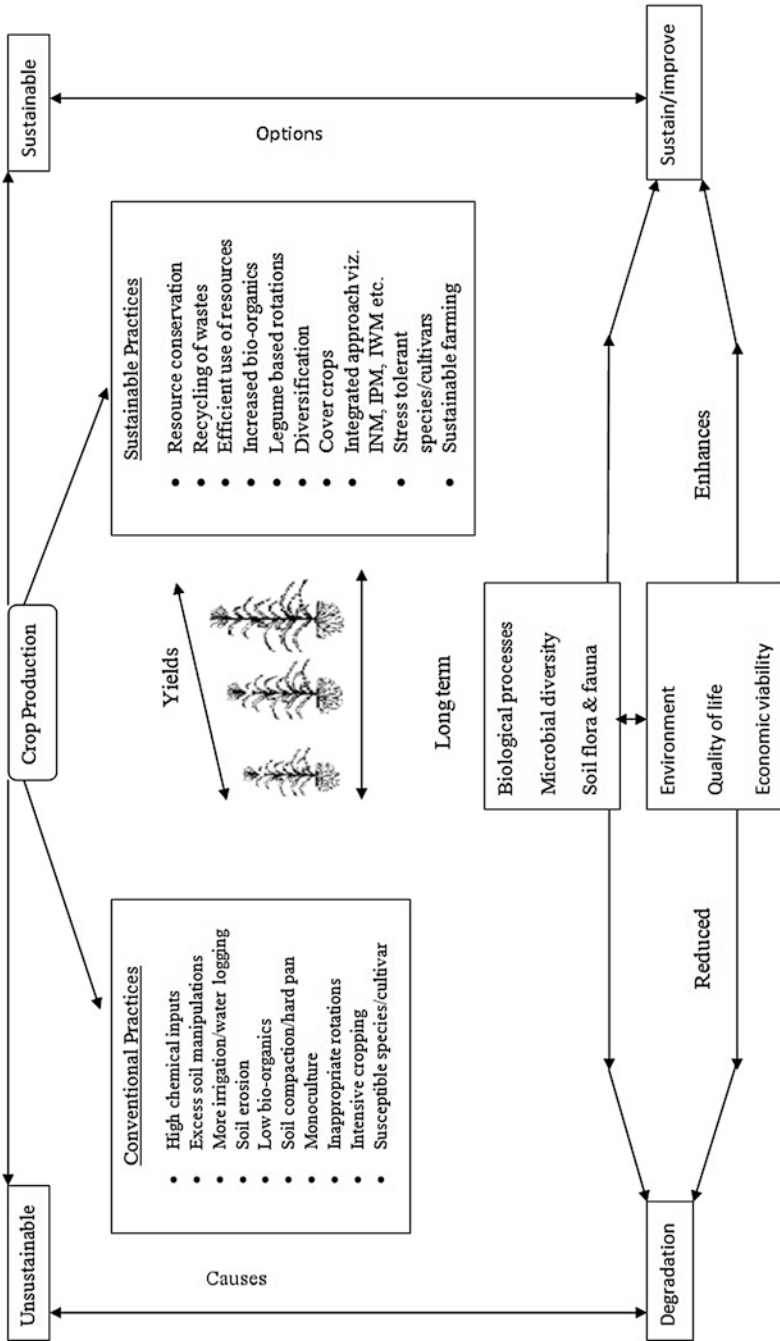 Crop Production
Unsustainable
Sustainable
Conventional Practices
• High chemical inputs
• Excess soil manipulations
• More irrigation/water logging
• Soil erosion
• Low bio-organics
• Soil compaction/hard pan
• Monoculture
• Inappropriate rotations
• Intensive cropping
• Susceptible species/cultivar
Yields
Long term
Sustainable Practices
• Resource conservation
• Recycling of wastes
• Efficient use of resources
• Increased bio-organics
• Legume based rotations
• Diversification
• Cover crops
• Integrated approach viz.
INM, IPM, IWM etc.
• Stress tolerant
species/cultivars
• Sustainable farming
Causes
Options
Biological processes
Microbial diversity
Soil flora & fauna
Degradation
Reduced
Enhances
Sustain/improve
Environment
Quality of life
Economic viability